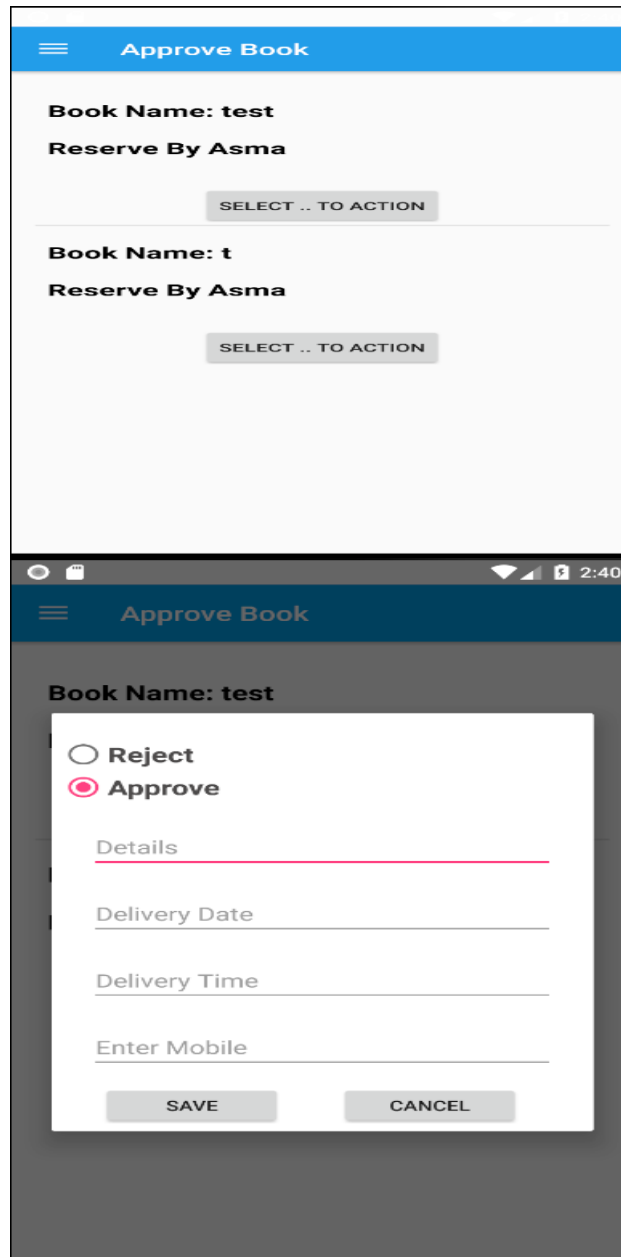 Approve Book
Book Name: test
Reserve By Asma
SELECT .. TO ACTION
Book Name: t
Reserve By Asma
SELECT .. TO ACTION
2:40
Approve Book
Book Name: test
Reject
Approve
Details
Delivery Date
Delivery Time
Enter Mobile
SAVE CANCEL